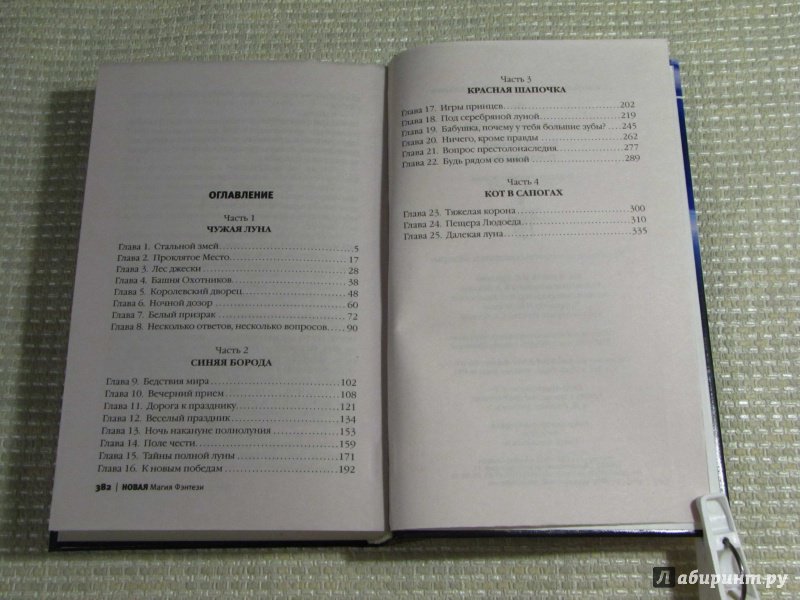 ОГЛАВЛЕНИЕ
Часть 1
ЧУЖАЯ ЛУНА
Глава 1. Стальной змей 5
Глава 2. Проклятое Место 17
Глава 3. Лес джески 28
Глава 4. Башня Охотников 38
Глава 5. Королевский дворец 48
Глава 6. Ночной дозор 60
Глава 7. Белый призрак 72
Глава 8. Несколько ответов, несколько вопросов 90
Часть 2
СИНЯЯ БОРОДА
Глава 9. Бедствия мира 102
Глава 10. Вечерний прием 108
Глава 11. Дорога к празднику 121
Глава 12. Веселый праздник 134
Глава 13. Ночь накануне полнолуния 153
Глава 14. Поле чести 159
Глава 15. Тайны полной луны 171
Глава 16. К новым победам 192
382 | НОВАЯ Магия Фэнтези
Часть 3
КРАСНАЯ ШАПОЧКА
Глава 17. Игры принцев 202
Глава 18. Под серебряной луной 219
Глава 19. Бабушка, почему у тебя большие зубы? 245
Глава 20. Ничего, кроме правды 262
Глава 21. Вопрос престолонаследия 277
Глава 22. Будь рядом со мной 289
Часть 4
КОТ В САПОГАХ
Глава 23. Тяжелая корона 300
Глава 24. Пещера Людоеда 310
Глава 25. Далекая луна 335
Лабиринт.ру